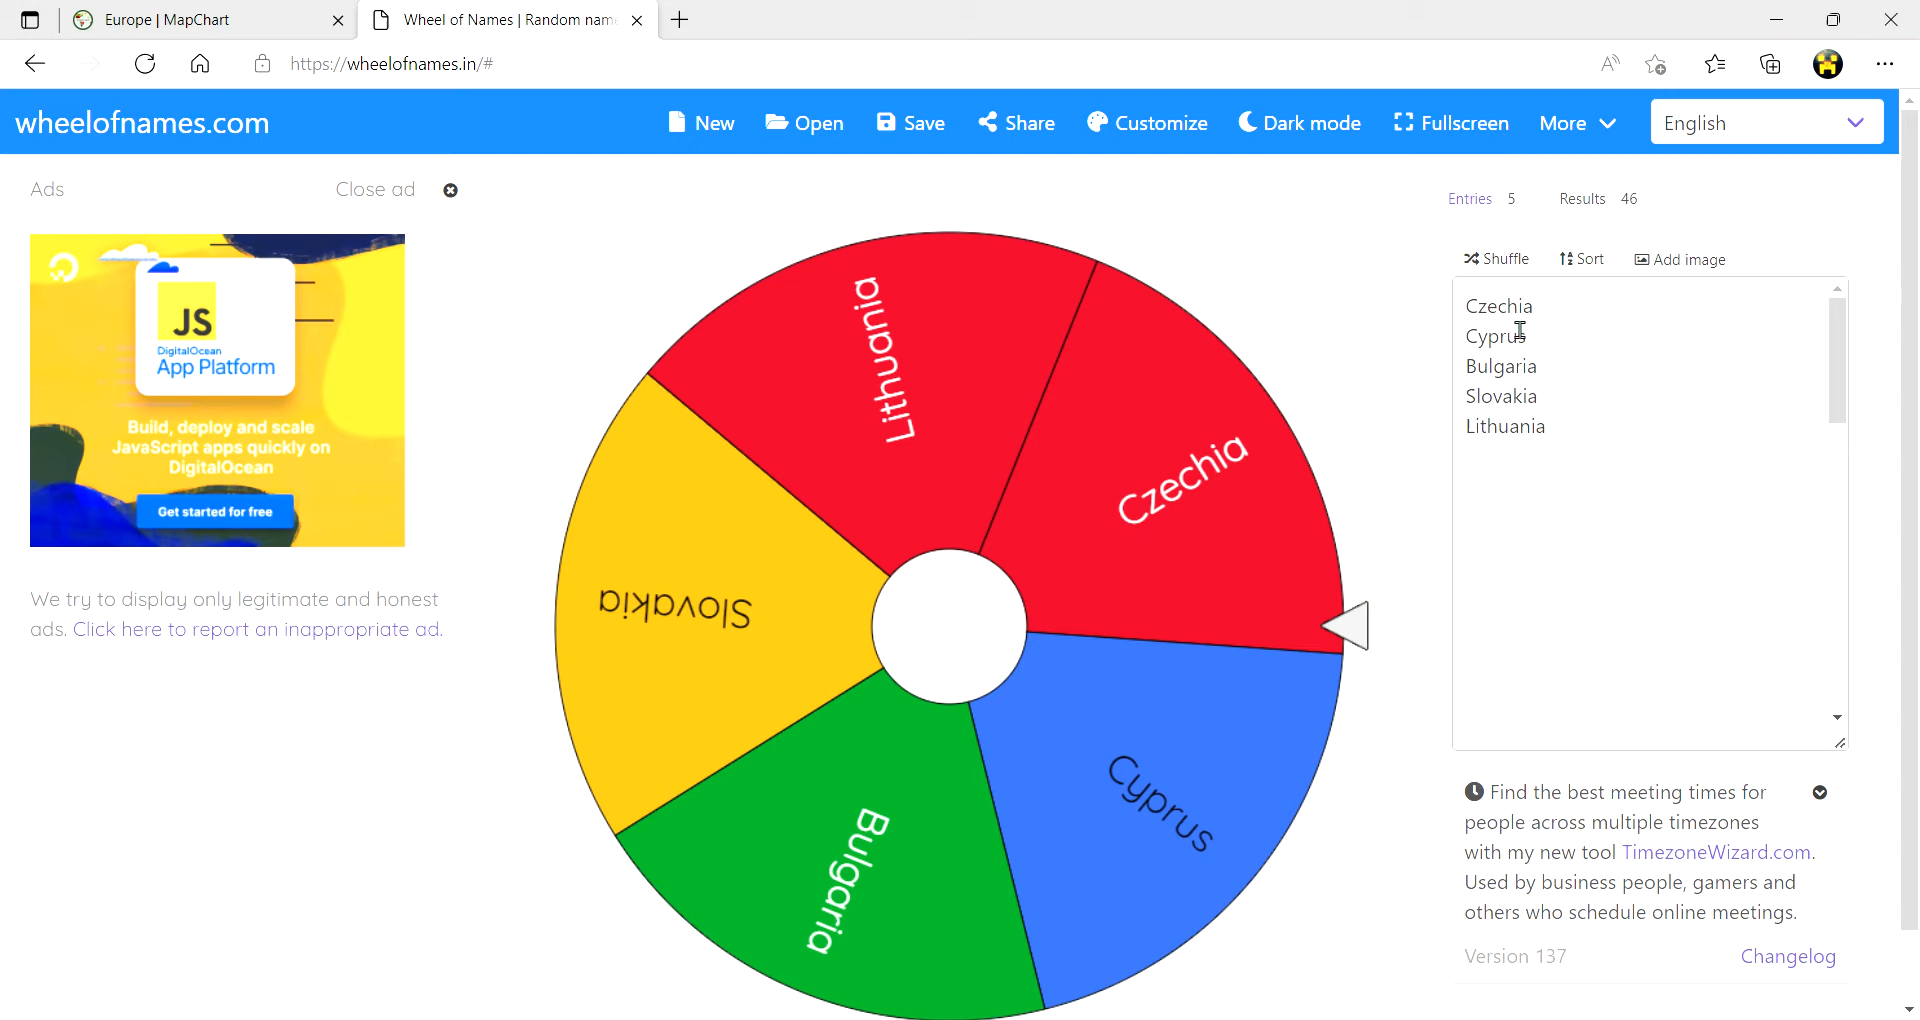 Europe | MapChart
Wheel of Names | Random nam
https://wheelofnames.in/#
wheelofnames.com
New
Open
Save
Share
Customize
Dark mode
Fullscreen
More
English
Ads
Close ad
JS
DigitalOcean
App Platform
Build, deploy and scale
JavaScript apps quickly on
DigitalOcean
Get started for free
We try to display only legitimate and honest
ads. Click here to report an inappropriate ad.
Lithuania
Czechia
Slovakia
Cyprus
Bulgaria
Entries 5
Results 46
Shuffle
Sort
Add image
Czechia
Cyprus
Bulgaria
Slovakia
Lithuania
Find the best meeting times for
people across multiple timezones
with my new tool TimezoneWizard.com.
Used by business people, gamers and
others who schedule online meetings.
Version 137
Changelog